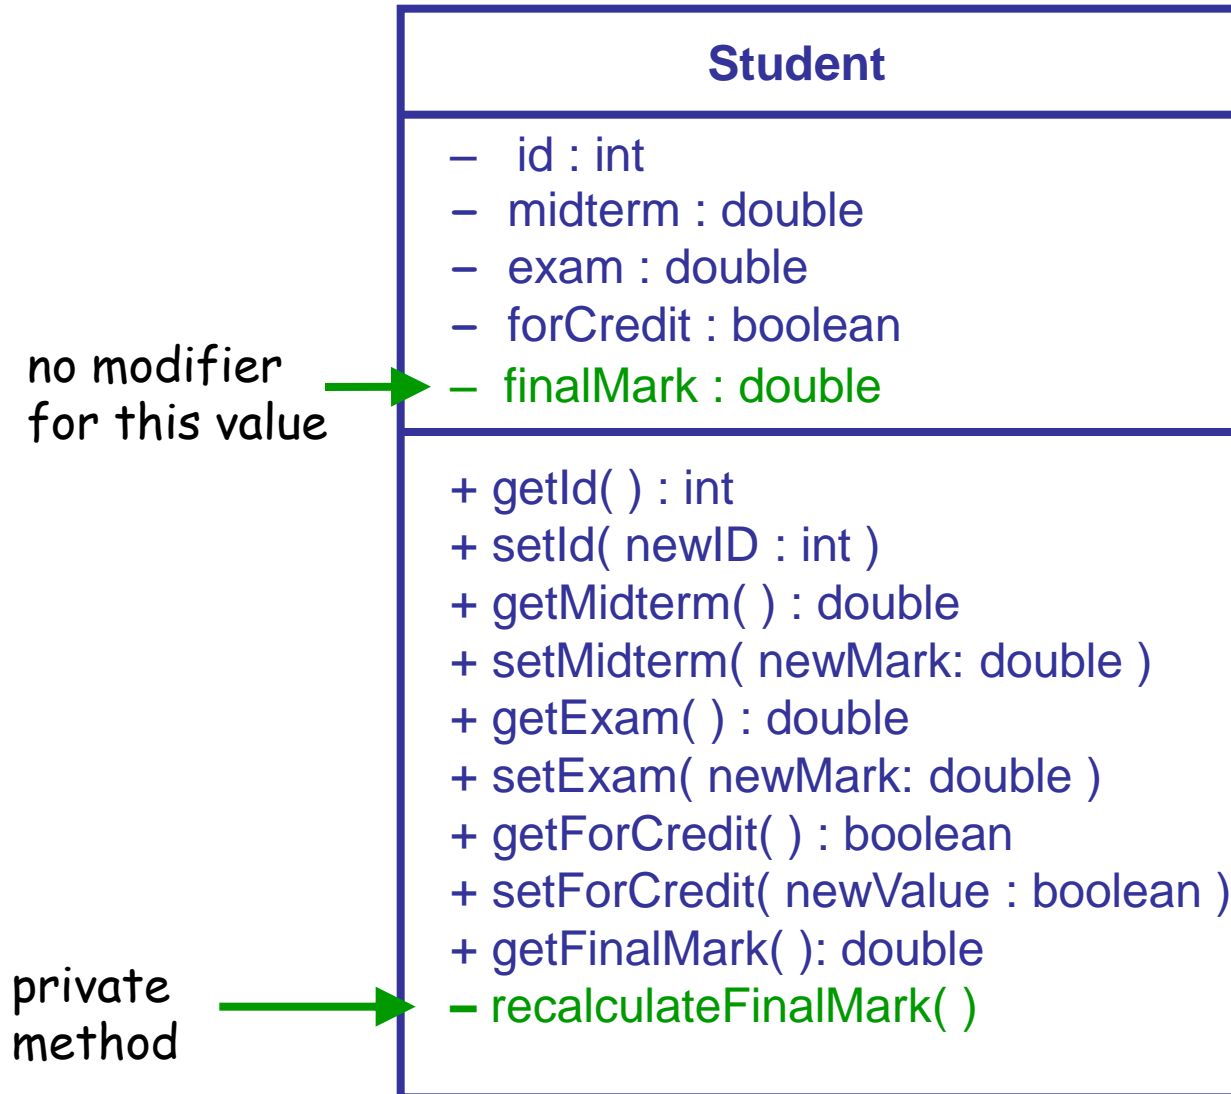 Student
– id : int
– midterm : double
– exam : double
– forCredit : boolean
no modifier
for this value
– finalMark : double
+ getId( ) : int
+ setId( newID : int )
+ getMidterm( ) : double
+ setMidterm( newMark: double )
+ getExam( ) : double
+ setExam( newMark: double )
+ getForCredit( ) : boolean
+ setForCredit( newValue : boolean )
+ getFinalMark( ): double
private
method
– recalculateFinalMark( )